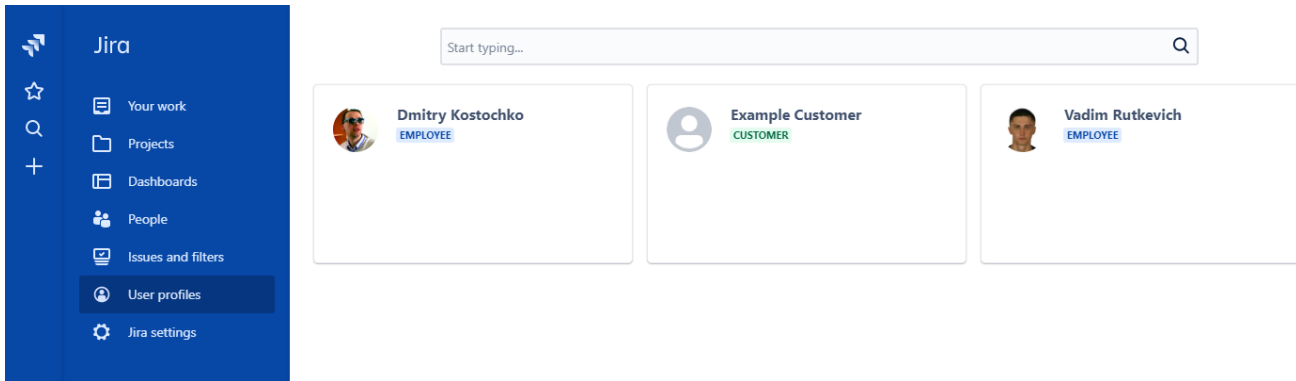 Jira
Your work
Projects
Dashboards
People
Issues and filters
User profiles
Jira settings
Start typing...
Dmitry Kostochko
EMPLOYEE
Example Customer
CUSTOMER
Vadim Rutkevich
EMPLOYEE